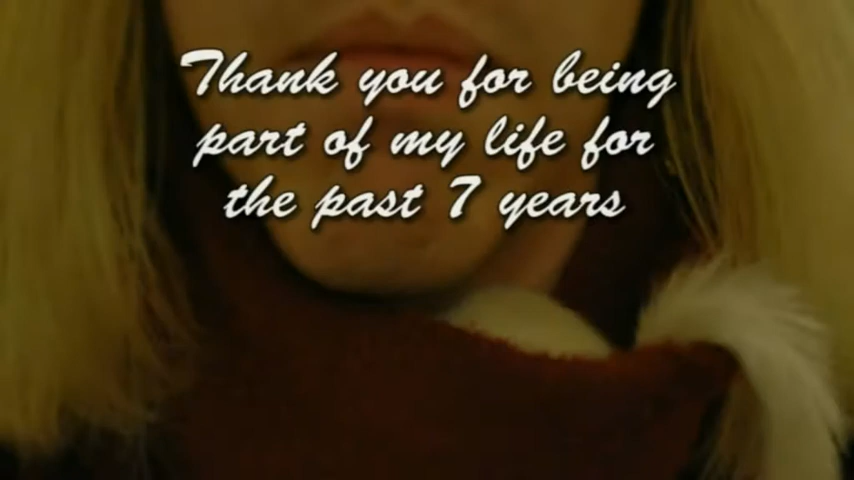 Thank you for being
part of my life for
the past 7 years